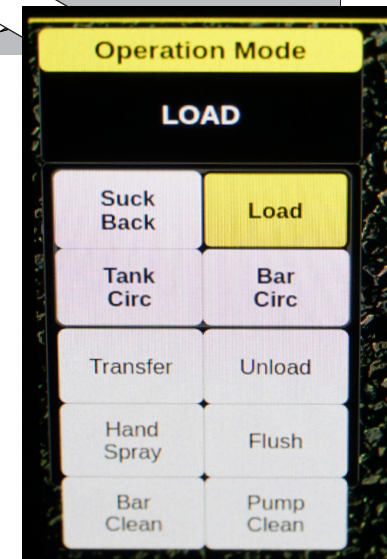 Operation Mode
LOAD
Suck
Back
Load
Tank
Circ
Bar
Circ
Transfer
Unload
Hand
Spray
Flush
Bar
Clean
Pump
Clean